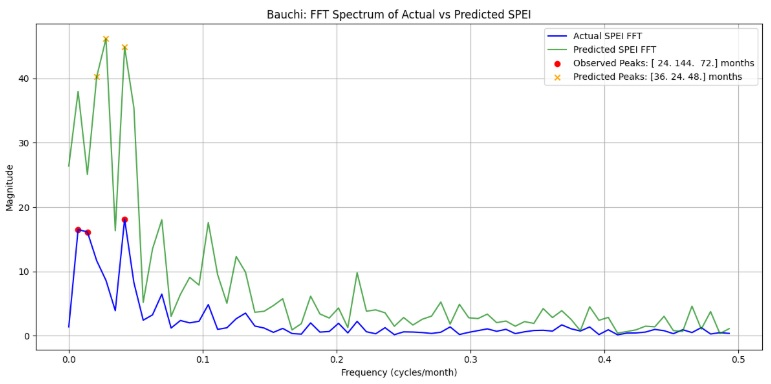 Bauchi: FFT Spectrum of Actual vs Predicted SPEI
Actual SPEI FFT
Predicted SPEI FFT
Observed Peaks: [ 24. 144.  72.] months
Predicted Peaks: [36. 24. 48.] months
Magnitude
40
30
20
10
0
0.0 0.1 0.2 0.3 0.4 0.5
Frequency (cycles/month)